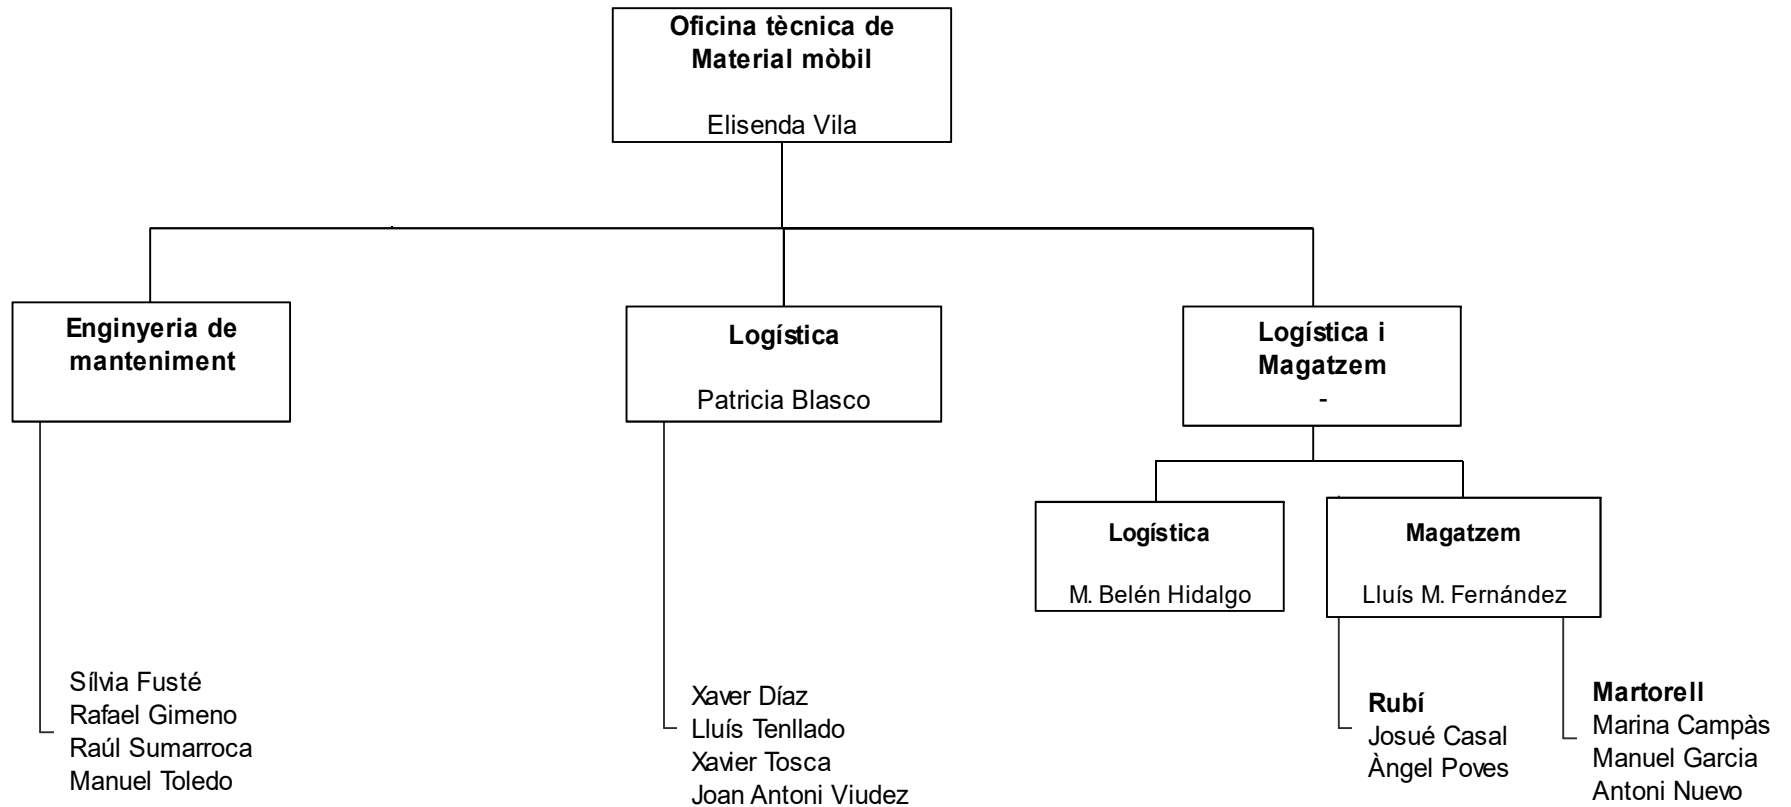 Oficina tècnica de
Material mòbil
Elisenda Vila
Enginyeria de
manteniment
Sílvia Fusté
Rafael Gimeno
Raúl Sumarroca
Manuel Toledo
Logística
Patricia Blasco
Xaver Díaz
Lluís Tenllado
Xavier Tosca
Joan Antoni Viudez
Logística i
Magatzem
-
Logística
M. Belén Hidalgo
Magatzem
Lluís M. Fernández
Rubí
Josué Casal
Àngel Poves
Martorell
Marina Campàs
Manuel Garcia
Antoni Nuevo